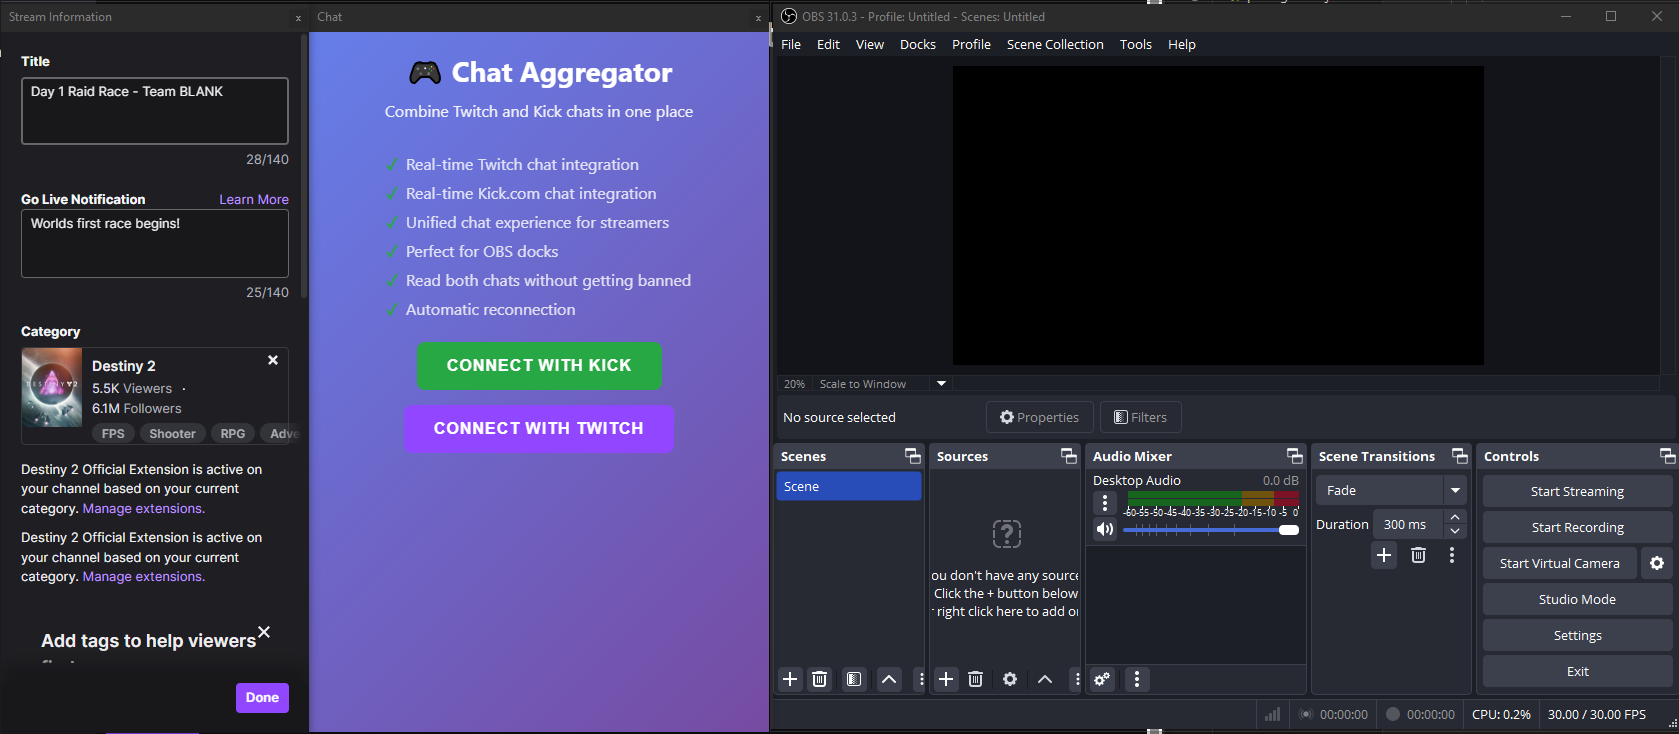 Stream Information
Title
Day 1 Raid Race - Team BLANK
28/140
Go Live Notification
Learn More
Worlds first race begins!
25/140
Category
Destiny 2
5.5K Viewers ·
6.1M Followers
FPS
Shooter
RPG
Adve
Destiny 2 Official Extension is active on
your channel based on your current
category. Manage extensions.
Destiny 2 Official Extension is active on
your channel based on your current
category. Manage extensions.
Add tags to help viewers
Done
Chat
Chat Aggregator
Combine Twitch and Kick chats in one place
✓ Real-time Twitch chat integration
✓ Real-time Kick.com chat integration
✓ Unified chat experience for streamers
✓ Perfect for OBS docks
✓ Read both chats without getting banned
✓ Automatic reconnection
CONNECT WITH KICK
CONNECT WITH TWITCH
OBS 31.0.3 - Profile: Untitled - Scenes: Untitled
File Edit View Docks Profile Scene Collection Tools Help
20% Scale to Window
No source selected
Properties
Filters
Scenes
Scene
Sources
ou don't have any source
Click the + button below
right click here to add or
Audio Mixer
Desktop Audio 0.0 dB
-60 -55 -50 -45 -40 -35 -30 -25 -20 -15 -10 -5 0
Scene Transitions
Fade
Duration 300 ms
Controls
Start Streaming
Start Recording
Start Virtual Camera
Studio Mode
Settings
Exit
00:00:00
00:00:00
CPU: 0.2%
30.00 / 30.00 FPS